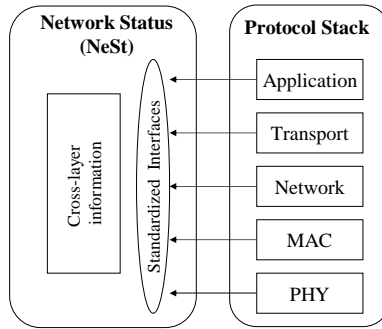 Network Status
(NeSt)
Cross-layer
information
Standardized Interfaces
Protocol Stack
Application
Transport
Network
MAC
PHY